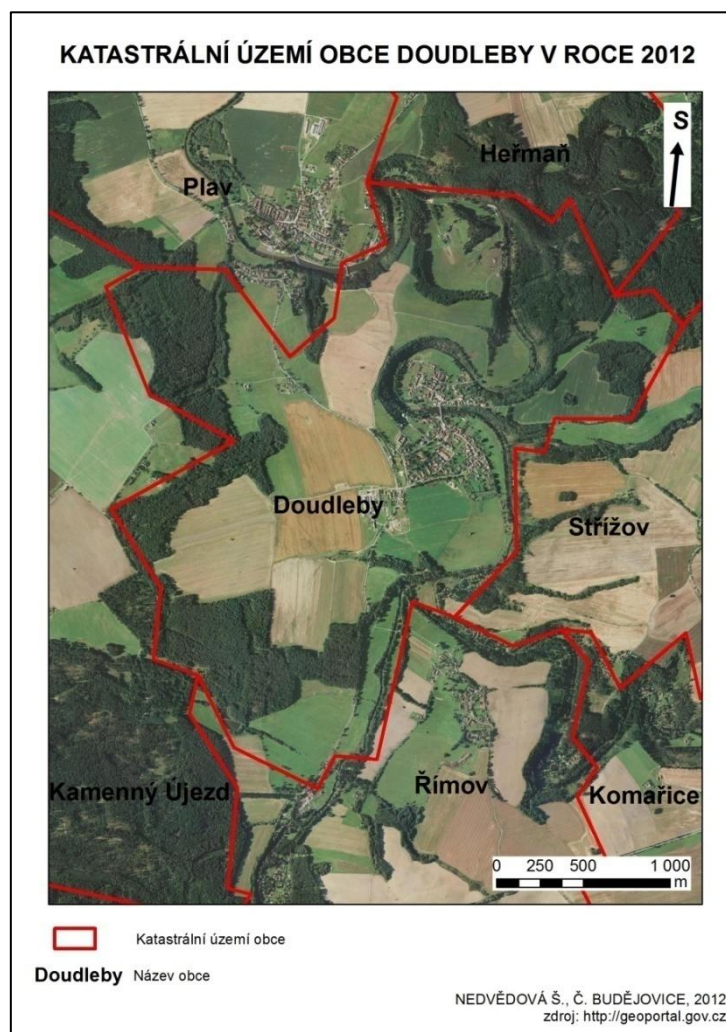 KATASTRÁLNÍ ÚZEMÍ OBCE DOUDLEBY V ROCE 2012
S
Heřmaň
Plav
Doudleby
Střížov
Kamenný Újezd
Římov
Komařice
0 250 500 1 000
m
Katastrální území obce
Doudleby Název obce
NEDVĚDOVÁ Š., Č. BUDĚJOVICE, 2012
zdroj: http://geoportal.gov.cz